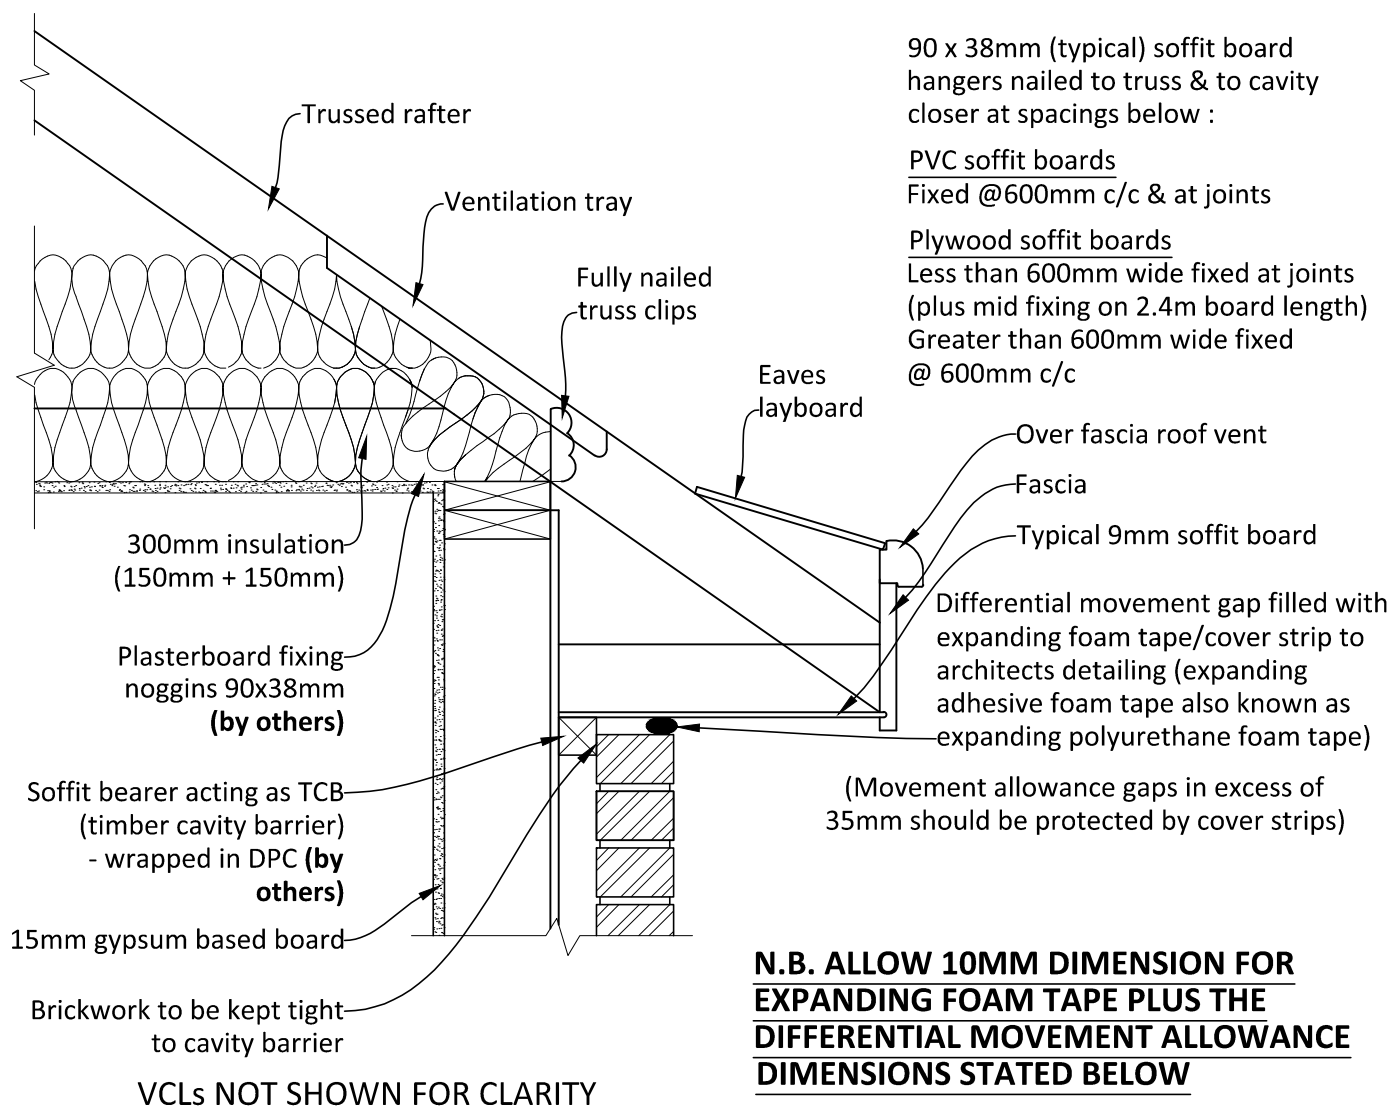 90 x 38mm (typical) soffit board
hangers nailed to truss & to cavity
closer at spacings below :
PVC soffit boards
Fixed @600mm c/c & at joints
Plywood soffit boards
Less than 600mm wide fixed at joints
(plus mid fixing on 2.4m board length)
Greater than 600mm wide fixed
@ 600mm c/c
Trussed rafter
Ventilation tray
Fully nailed
truss clips
Eaves
layboard
Over fascia roof vent
Fascia
Typical 9mm soffit board
Differential movement gap filled with
expanding foam tape/cover strip to
architects detailing (expanding
adhesive foam tape also known as
expanding polyurethane foam tape)
(Movement allowance gaps in excess of
35mm should be protected by cover strips)
300mm insulation
(150mm + 150mm)
Plasterboard fixing
noggins 90x38mm
(by others)
Soffit bearer acting as TCB
(timber cavity barrier)
- wrapped in DPC (by
others)
15mm gypsum based board
Brickwork to be kept tight
to cavity barrier
VCLs NOT SHOWN FOR CLARITY
N.B. ALLOW 10MM DIMENSION FOR
EXPANDING FOAM TAPE PLUS THE
DIFFERENTIAL MOVEMENT ALLOWANCE
DIMENSIONS STATED BELOW